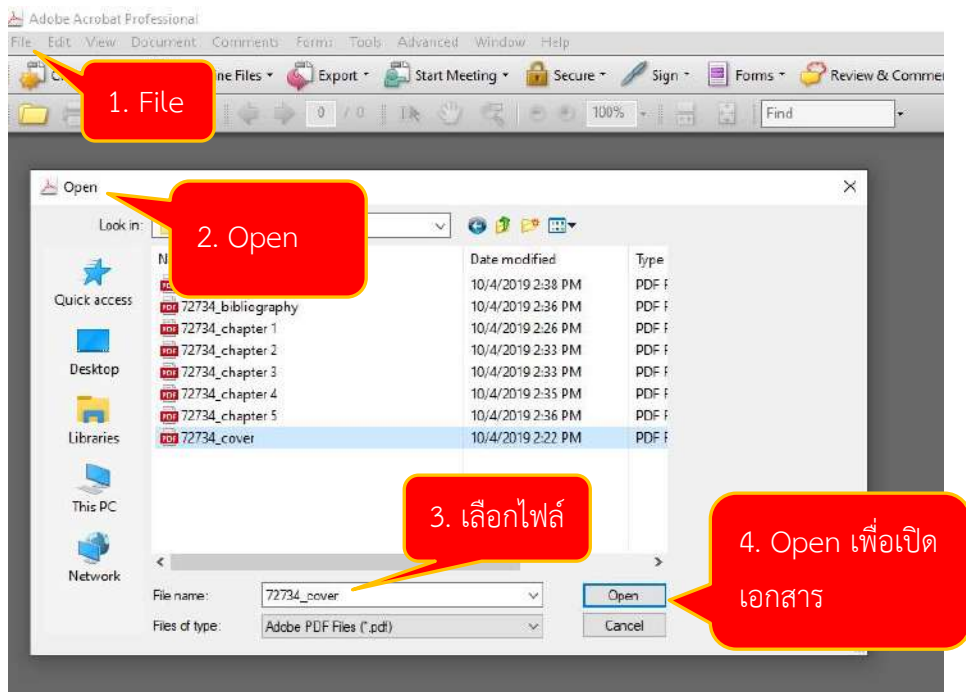 Adobe Acrobat Professional
File Edit View Document Comments Forms Tools Advanced Window Help
ne Files Export Start Meeting Secure Sign Forms Review & Commen
1. File
0 / 0 100% Find
Open
2. Open
Look in:
Date modified Type
10/4/2019 2:38 PM PDF F
72734_bibliography 10/4/2019 2:36 PM PDF F
72734_chapter 1 10/4/2019 2:26 PM PDF F
72734_chapter 2 10/4/2019 2:33 PM PDF F
72734_chapter 3 10/4/2019 2:33 PM PDF F
72734_chapter 4 10/4/2019 2:35 PM PDF F
72734_chapter 5 10/4/2019 2:36 PM PDF F
72734_cover 10/4/2019 2:22 PM PDF F
Quick access
Desktop
Libraries
This PC
Network
3. เลือกไฟล์
4. Open เพื่อเปิด
เอกสาร
File name: 72734_cover Open
Files of type: Adobe PDF Files (*.pdf) Cancel